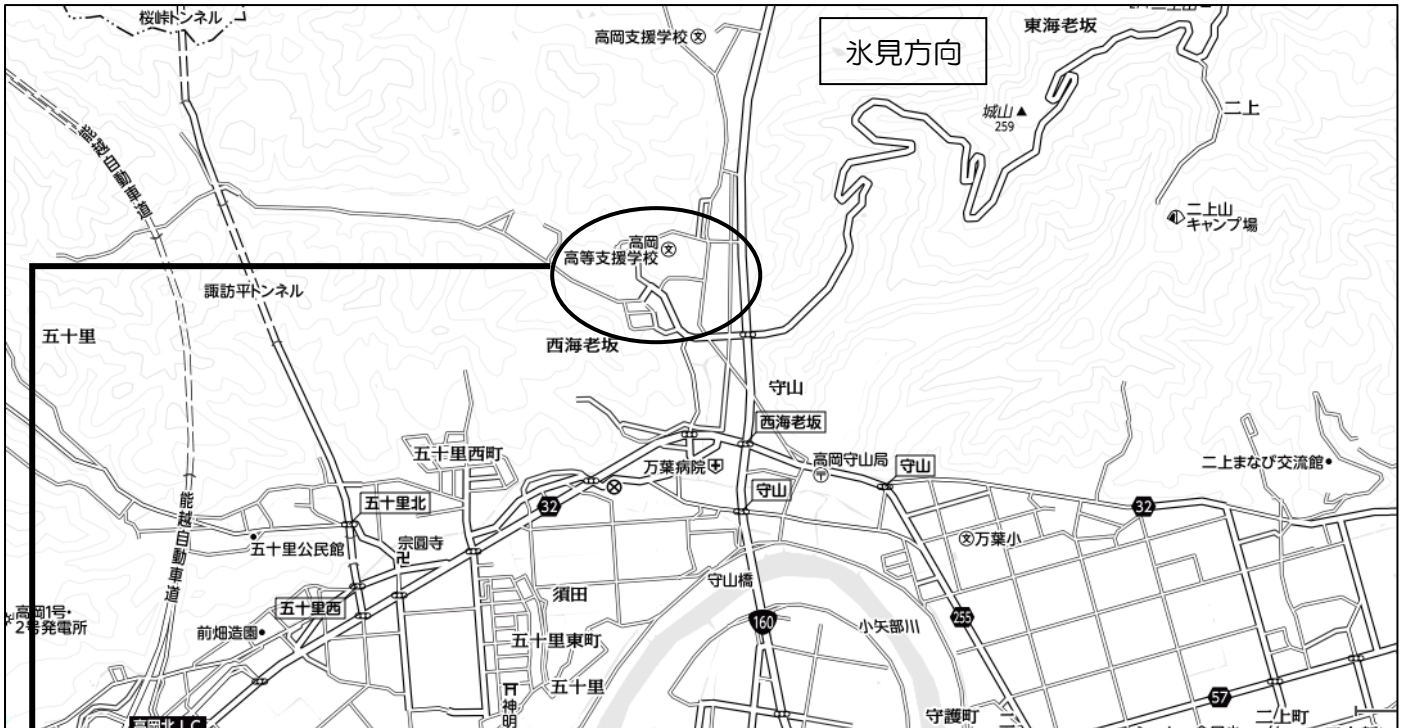 桜峠トンネル
高岡支援学校
氷見方向
東海老坂
二上
城山
259
能越自動車道
二上山
キャンプ場
高岡
高等支援学校
諏訪平トンネル
五十里
西海老坂
守山
西海老坂
五十里西町
万葉病院
高岡守山局
守山
二上まなび交流館
五十里北
32
守山
32
能越自動車道
五十里公民館
宗圓寺
万葉小
守山橋
須田
高岡1号・
2号発電所
五十里西
前畑造園
五十里東町
160
小矢部川
255
五十里
神明
57
守護町
二上町
高岡北IC